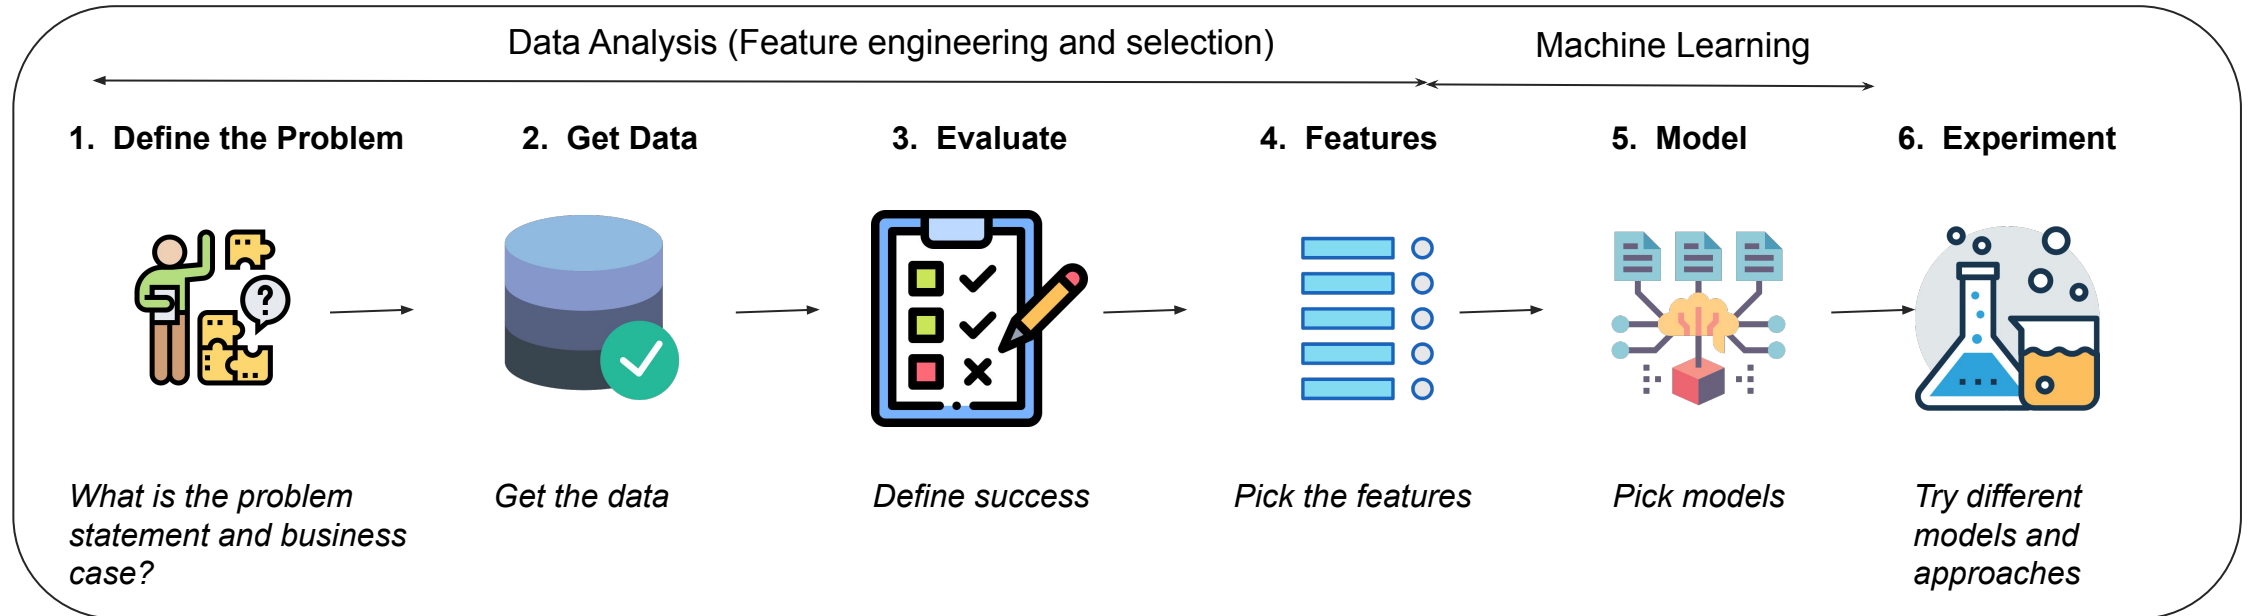 Data Analysis (Feature engineering and selection)
Machine Learning
1. Define the Problem
2. Get Data
3. Evaluate
4. Features
5. Model
6. Experiment
?
What is the problem
statement and business
case?
Get the data
Define success
Pick the features
Pick models
Try different
models and
approaches